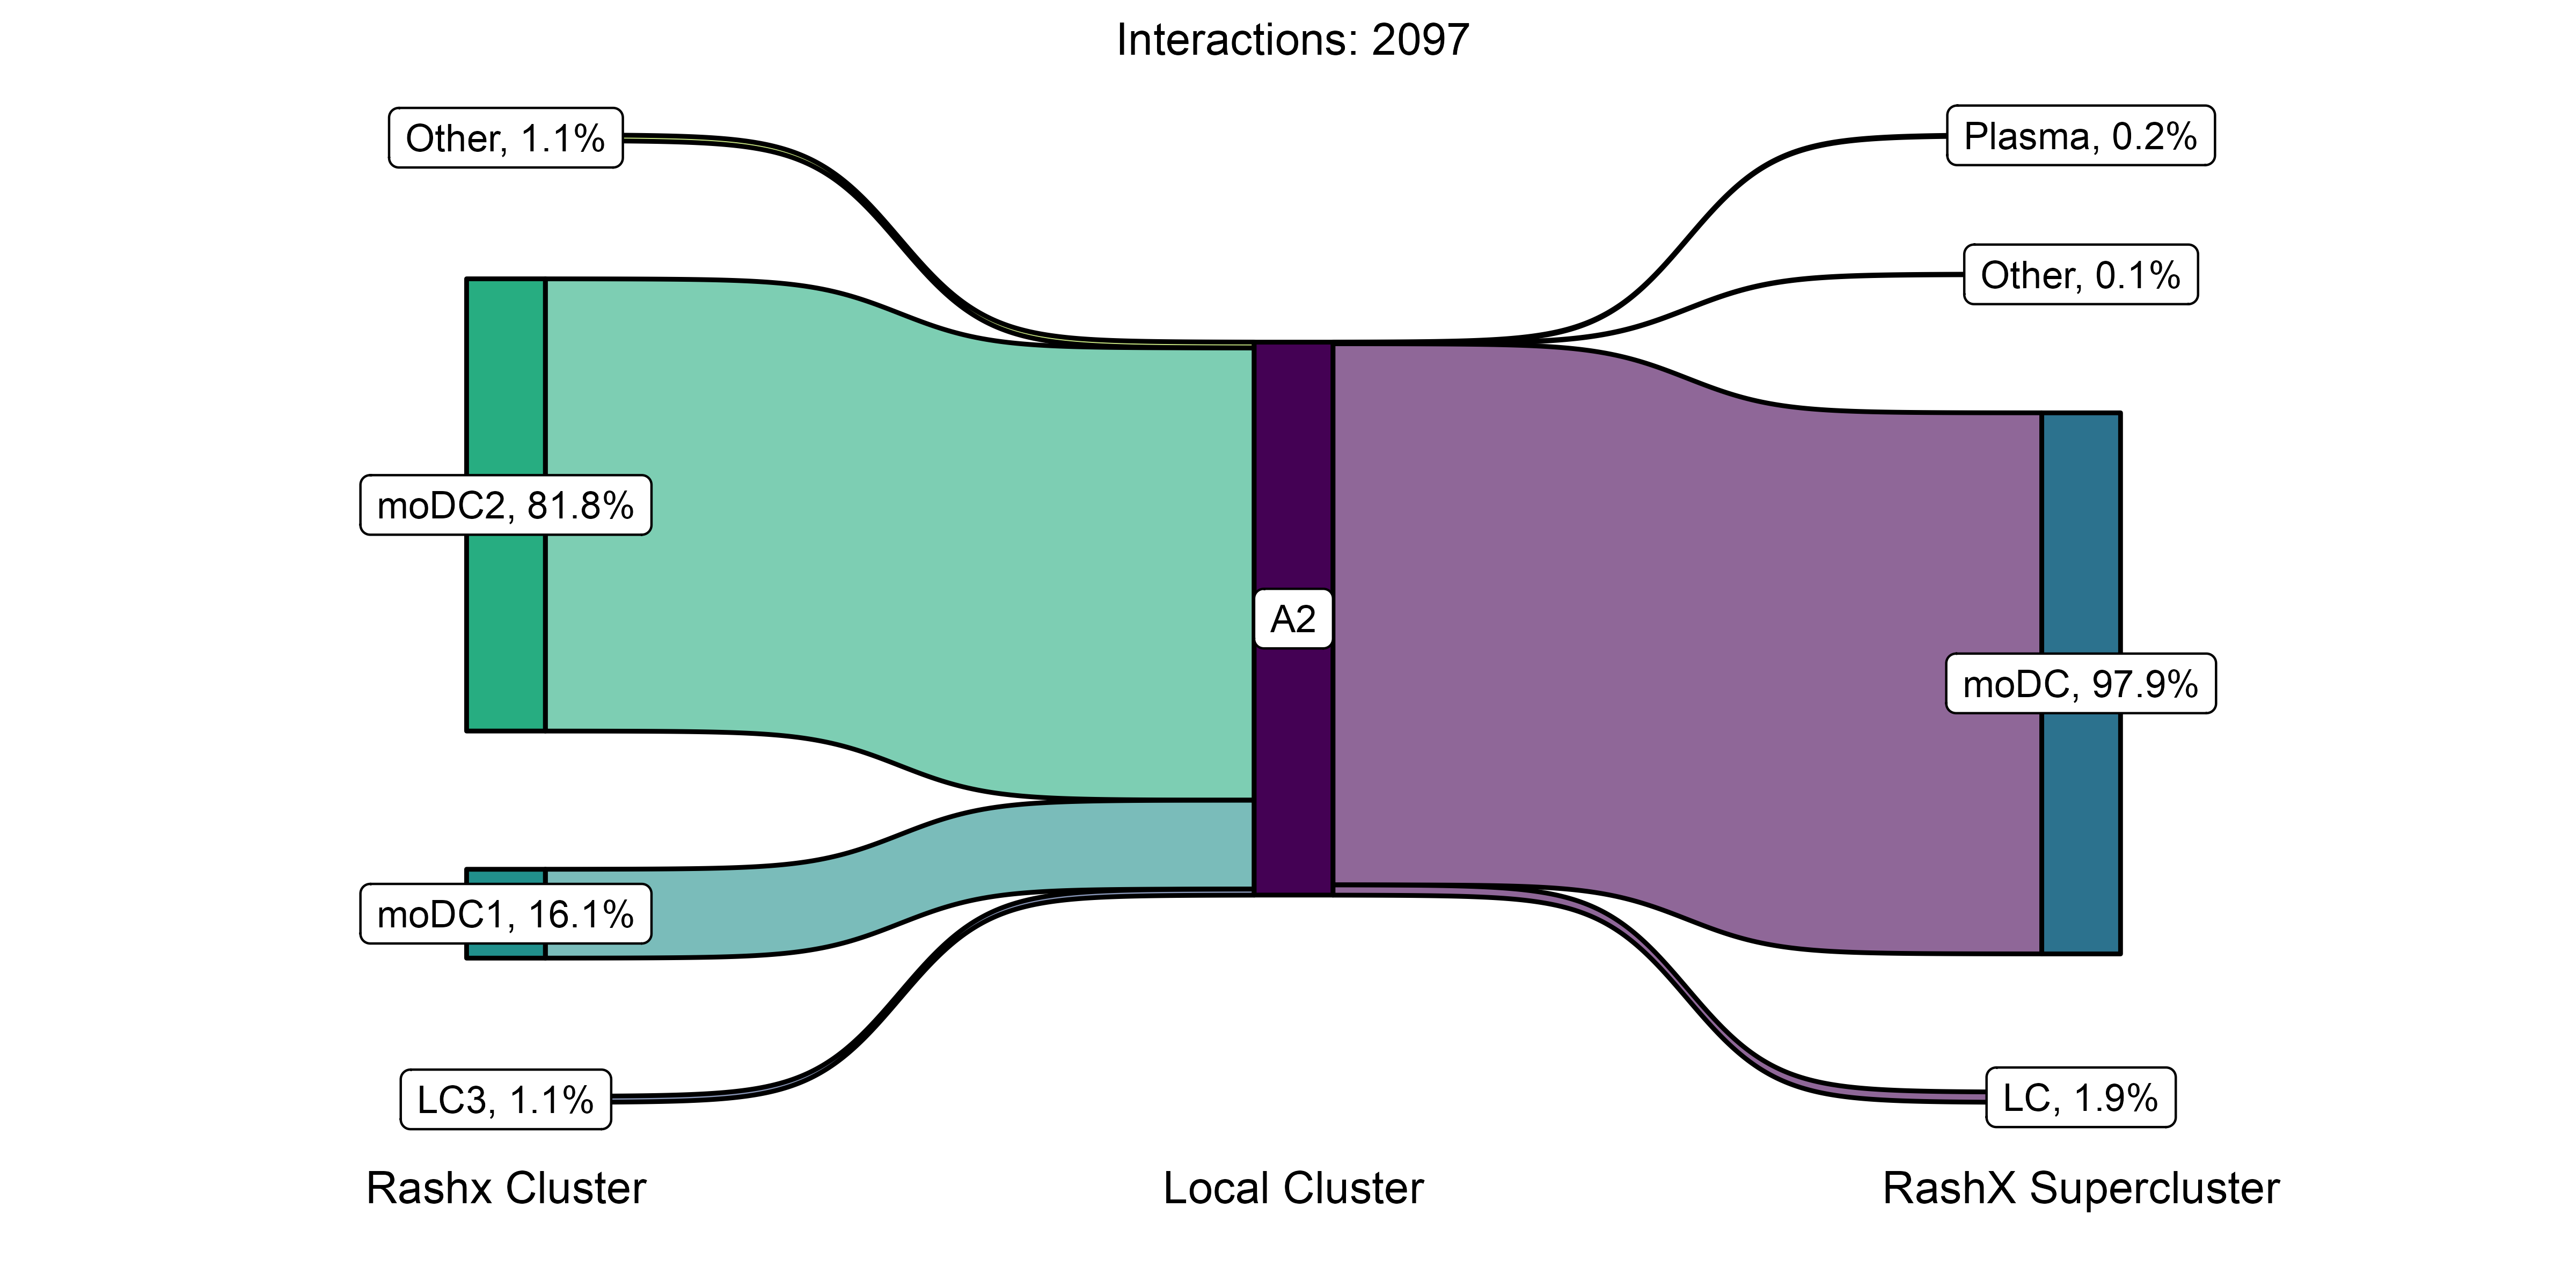 Interactions: 2097
Other, 1.1%
Plasma, 0.2%
Other, 0.1%
moDC2, 81.8%
A2
moDC, 97.9%
moDC1, 16.1%
LC3, 1.1%
LC, 1.9%
Rashx Cluster
Local Cluster
RashX Supercluster